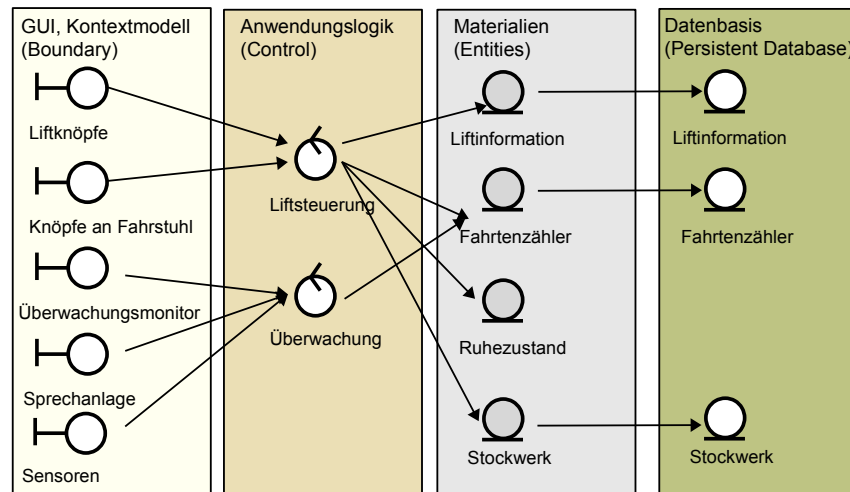 GUI, Kontextmodell
(Boundary)
Liftknöpfe
Knöpfe an Fahrstuhl
Überwachungsmonitor
Sprechanlage
Sensoren
Anwendungslogik
(Control)
Liftsteuerung
Überwachung
Materialien
(Entities)
Liftinformation
Fahrtenzähler
Ruhezustand
Stockwerk
Datenbasis
(Persistent Database)
Liftinformation
Fahrtenzähler
Stockwerk